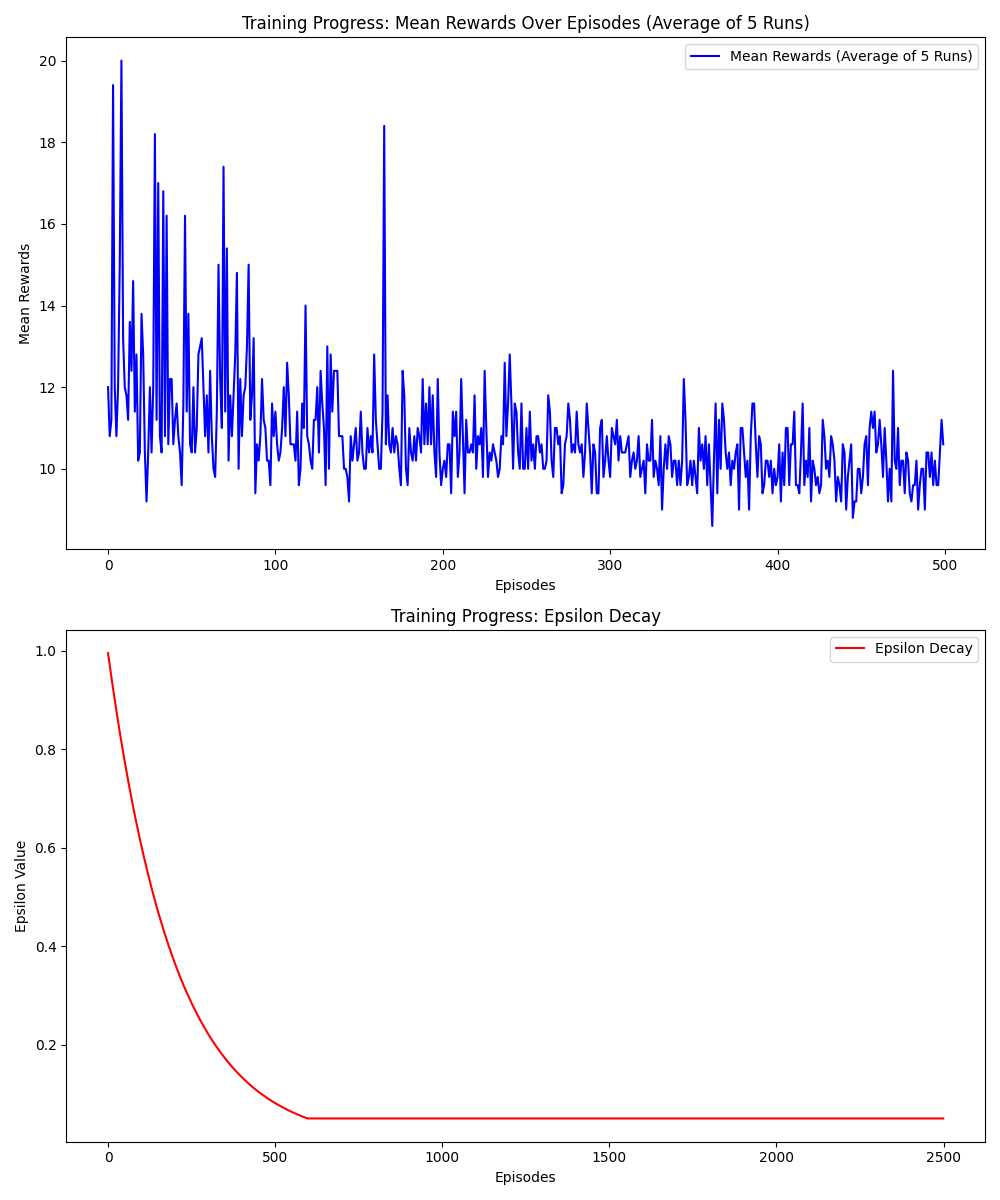 Training Progress: Mean Rewards Over Episodes (Average of 5 Runs)
Mean Rewards (Average of 5 Runs)
20
18
16
14
12
10
Mean Rewards
0 100 200 300 400 500
Episodes
Training Progress: Epsilon Decay
Epsilon Decay
1.0
0.8
0.6
0.4
0.2
Epsilon Value
0 500 1000 1500 2000 2500
Episodes